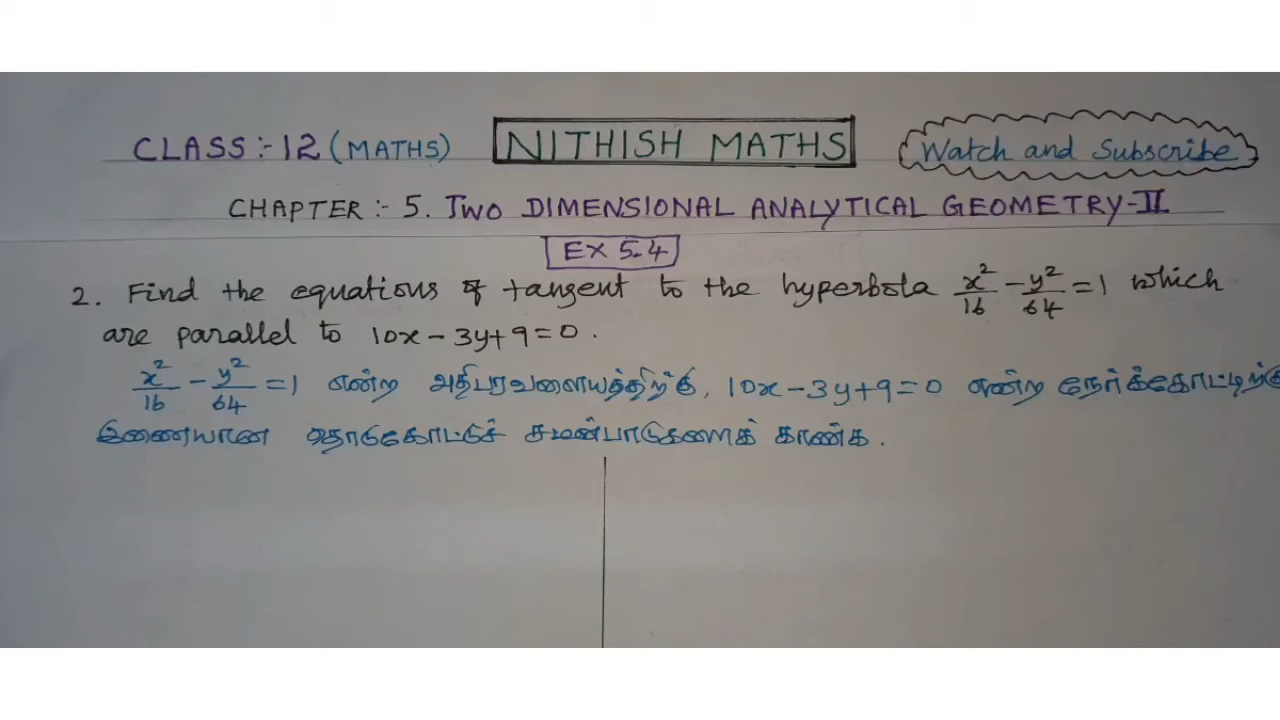 CLASS:-12 (MATHS) NITHISH MATHS Watch and Subscribe
CHAPTER:- 5. TWO DIMENSIONAL ANALYTICAL GEOMETRY-II
EX 5.4
2. Find the equations of tangent to the hyperbola x²/16 - y²/64 = 1 which
are parallel to 10x - 3y + 9 = 0.
x²/16 - y²/64 = 1 என்ற அதிபரவளையத்திற்கு, 10x - 3y + 9 = 0 என்ற நேர்க்கோட்டிற்கு
இணையான தொடுகோட்டுச் சமன்பாடுகளைக் காண்க.